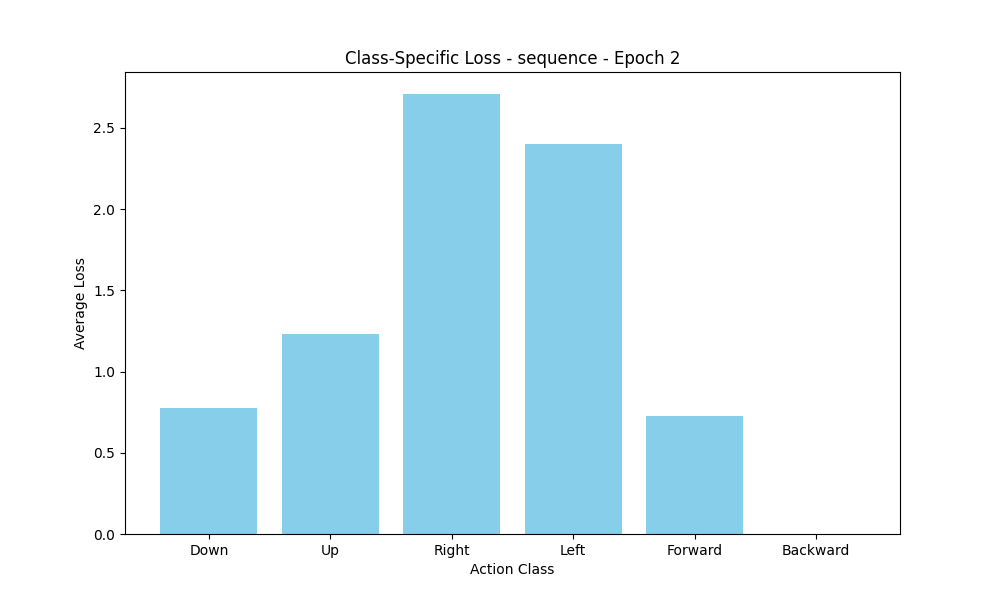 Class-Specific Loss - sequence - Epoch 2
2.5
2.0
1.5
1.0
0.5
0.0
Average Loss
Down Up Right Left Forward Backward
Action Class